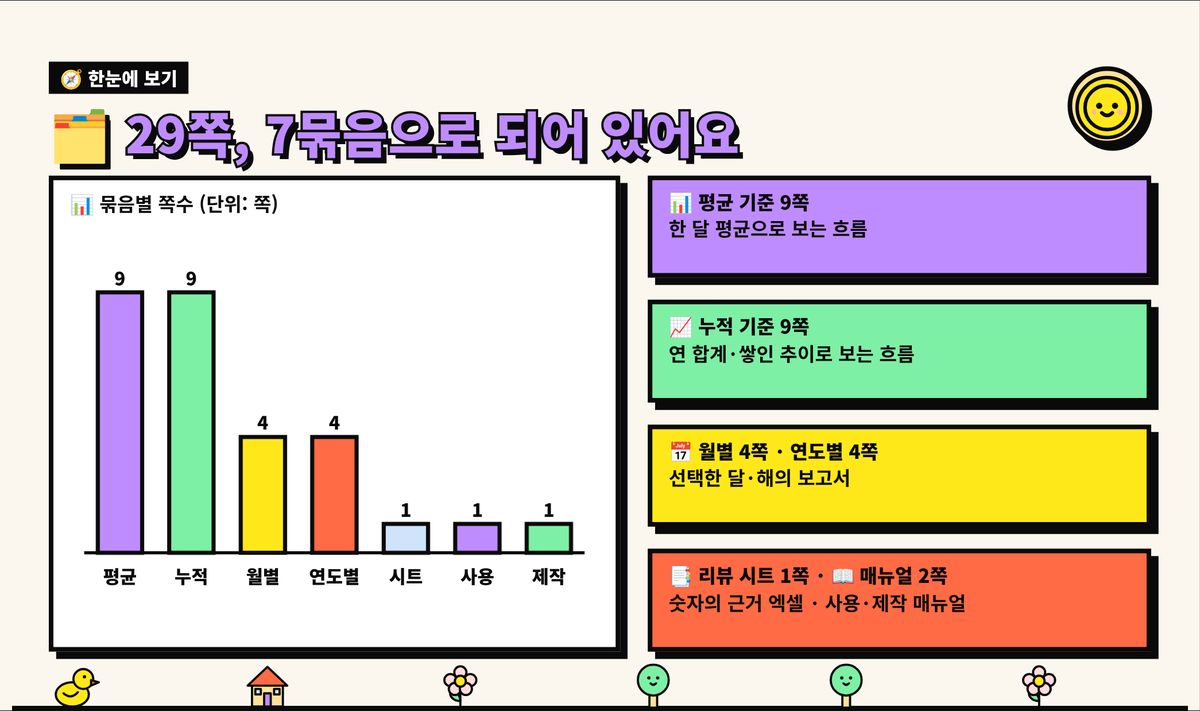 한눈에 보기
29쪽, 7묶음으로 되어 있어요
묶음별 쪽수 (단위: 쪽)
9
9
4
4
1
1
1
평균
누적
월별
연도별
시트
사용
제작
평균 기준 9쪽
한 달 평균으로 보는 흐름
누적 기준 9쪽
연 합계·쌓인 추이로 보는 흐름
July
17
월별 4쪽 · 연도별 4쪽
선택한 달·해의 보고서
리뷰 시트 1쪽 · 매뉴얼 2쪽
숫자의 근거 엑셀 · 사용·제작 매뉴얼